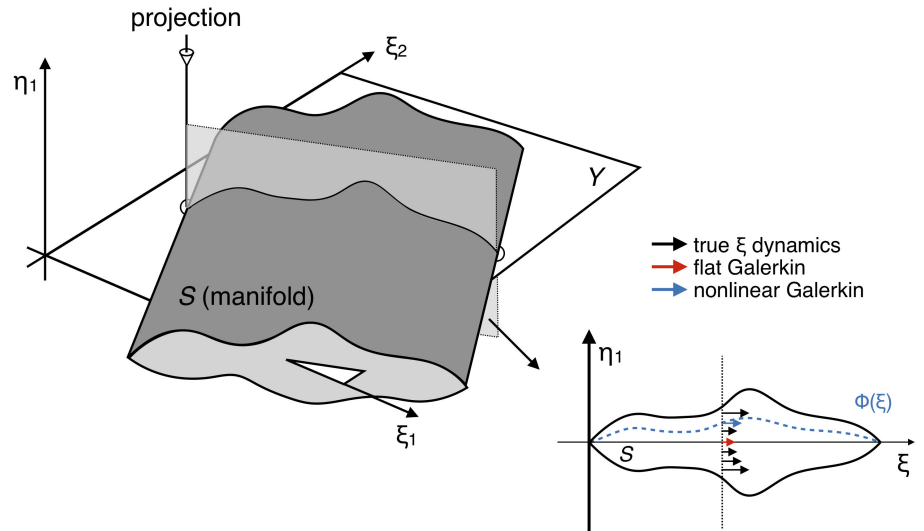 projection
ξ2
η1
Y
true ξ dynamics
flat Galerkin
nonlinear Galerkin
S (manifold)
ξ1
η1
Φ(ξ)
S
ξ